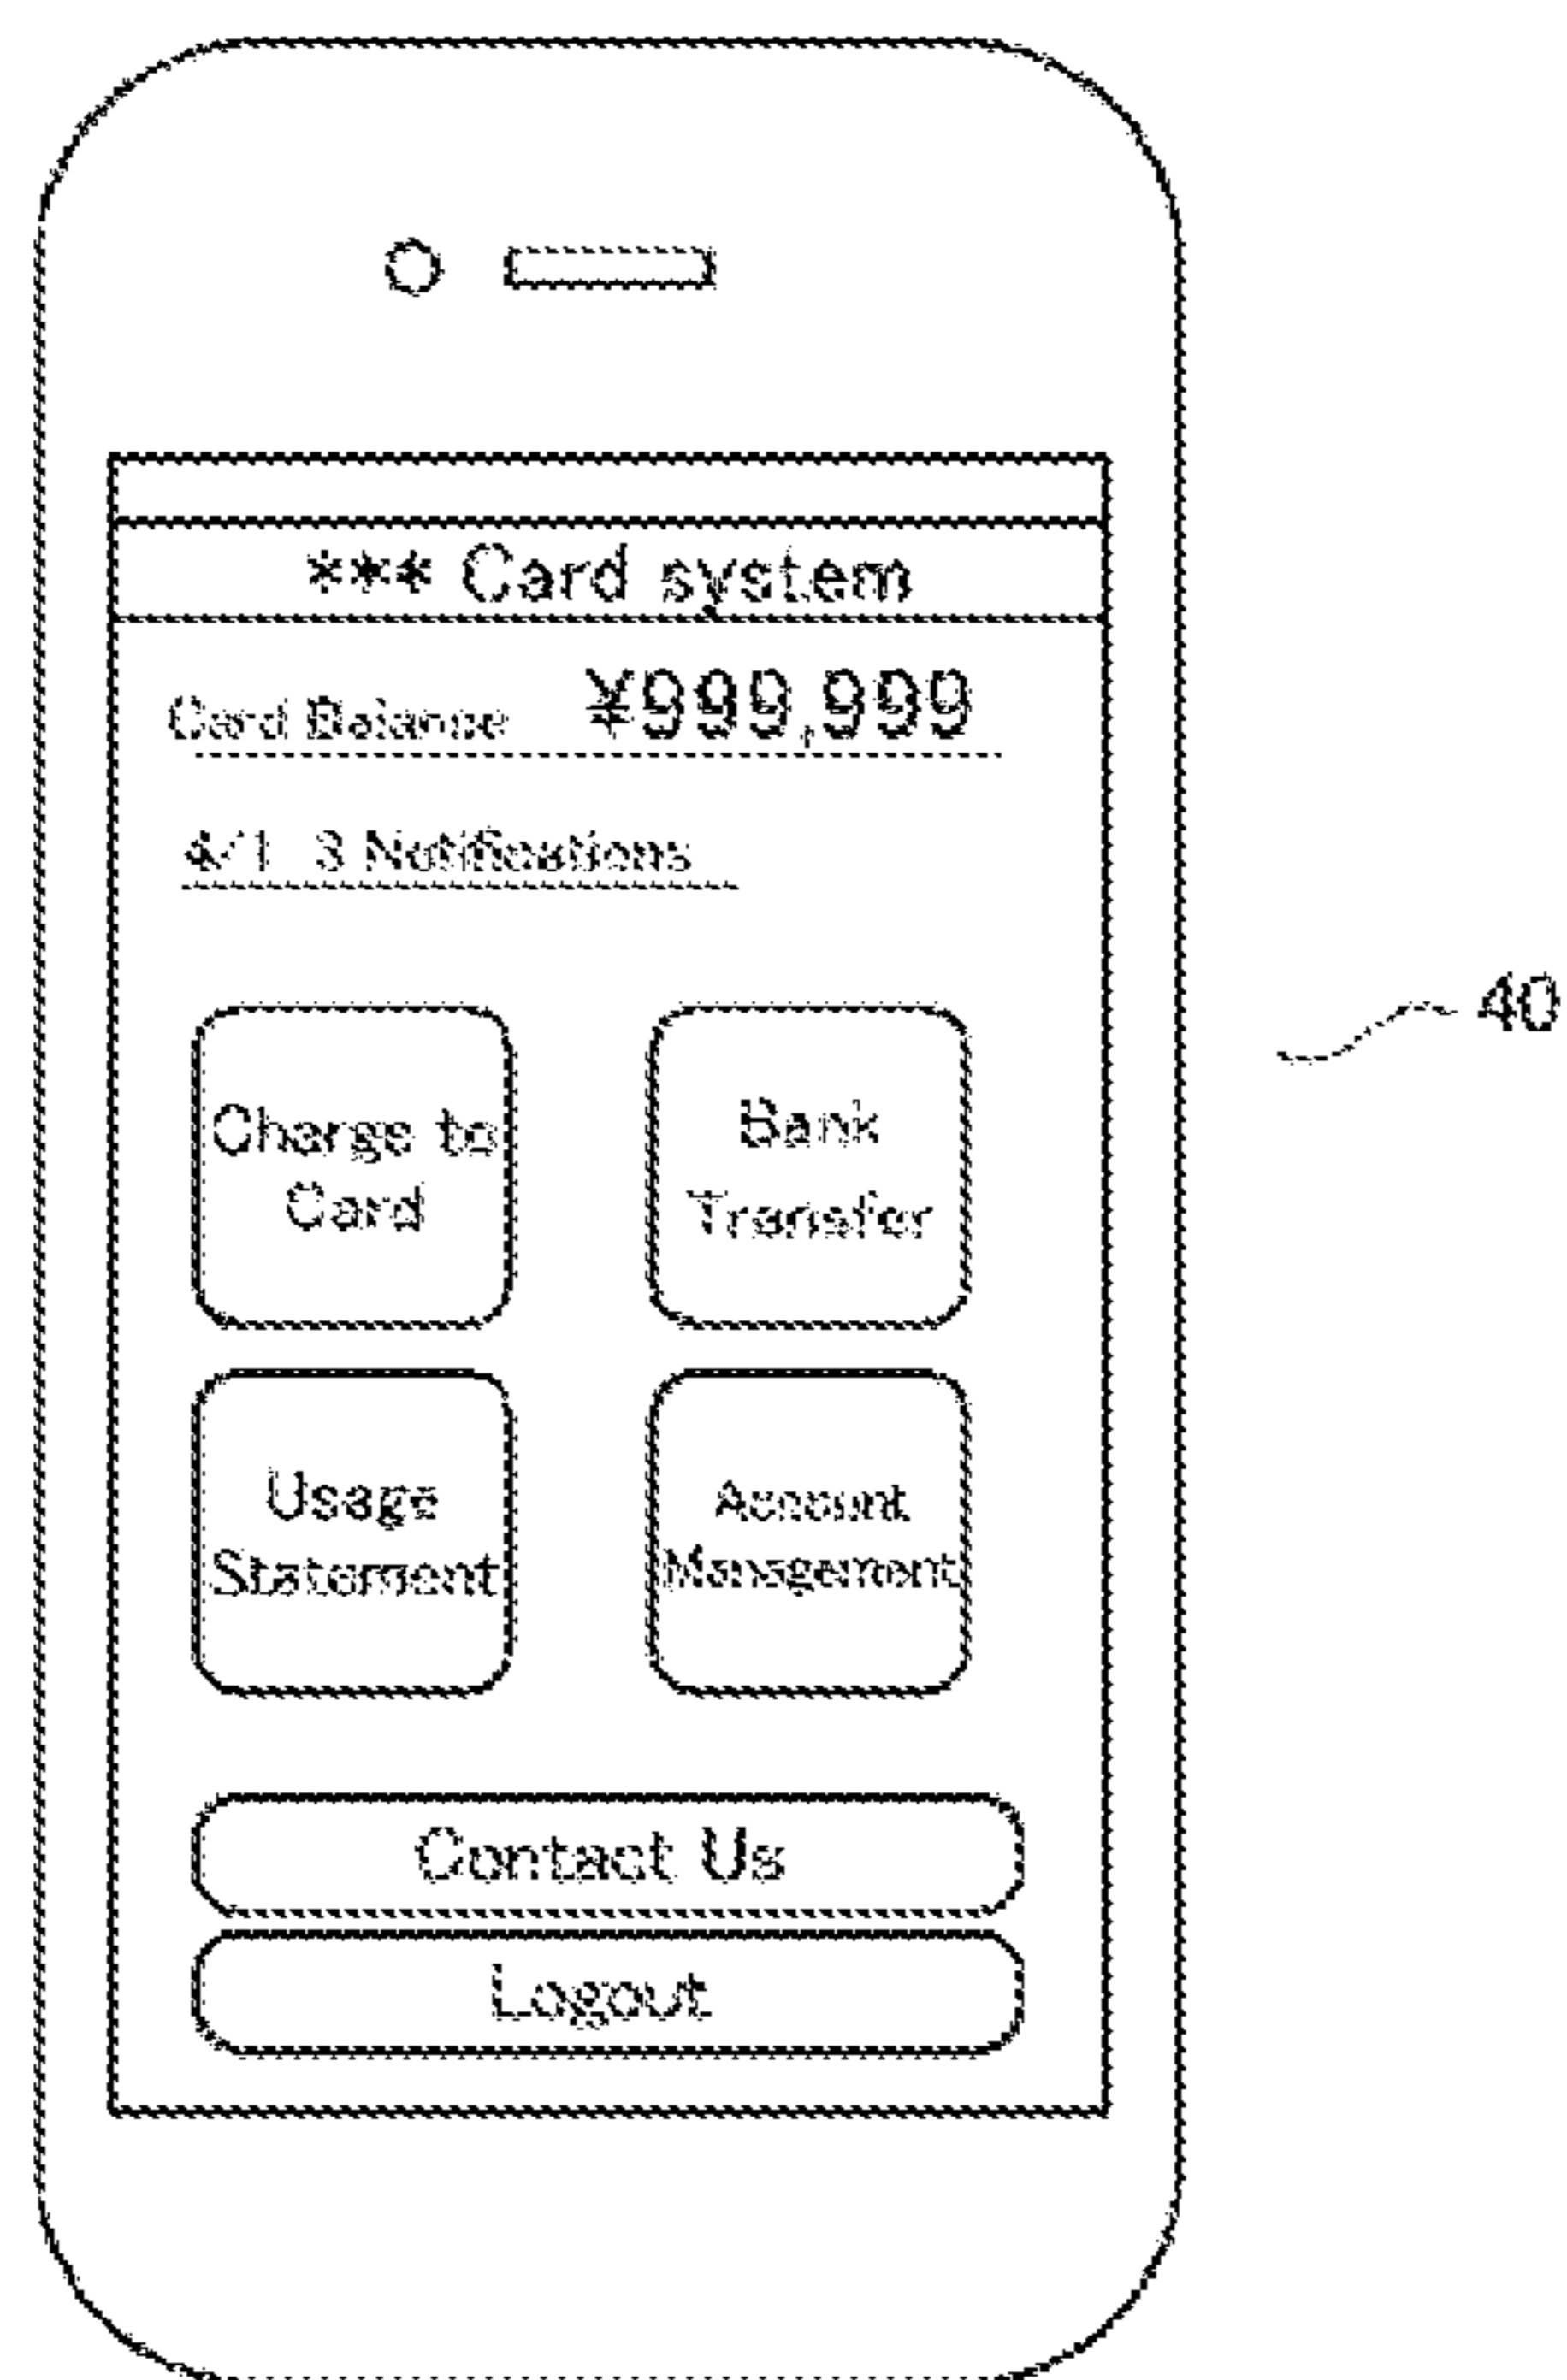 *** Card system
Card Balance ¥999,999
4/1 3 Notifications
Charge to
Card
Bank
Transfer
Usage
Statement
Account
Management
Contact Us
Logout
40